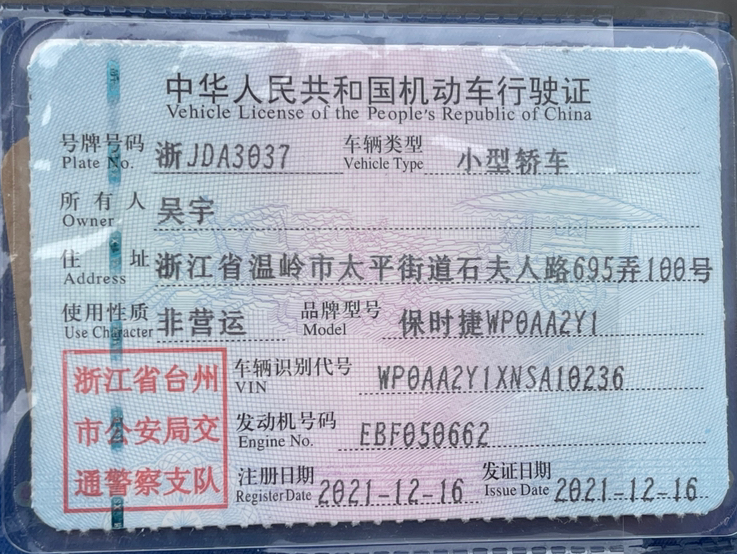 中华人民共和国机动车行驶证
Vehicle License of the People's Republic of China
号牌号码 浙JDA3037 车辆类型 小型轿车
Plate No. Vehicle Type
所有人 吴宇
Owner
住址 浙江省温岭市太平街道石夫人路695弄100号
Address
使用性质 非营运 品牌型号 保时捷WP0AA2Y1
Use Character Model
浙江省台州 车辆识别代号 WP0AA2Y1XNSA10236
VIN
市公安局交 发动机号码 EBF050662
Engine No.
通警察支队 注册日期 2021-12-16 发证日期 2021-12-16
Register Date Issue Date